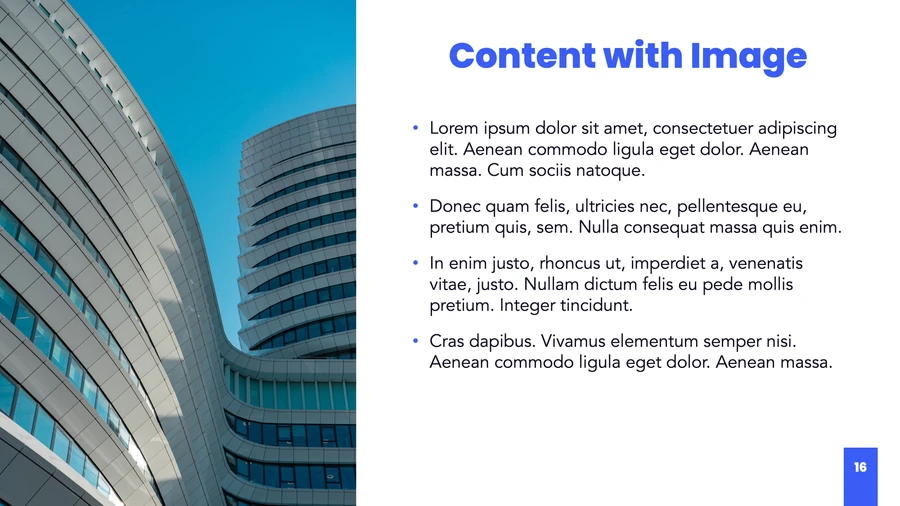 Content with Image
• Lorem ipsum dolor sit amet, consectetuer adipiscing
elit. Aenean commodo ligula eget dolor. Aenean
massa. Cum sociis natoque.
• Donec quam felis, ultricies nec, pellentesque eu,
pretium quis, sem. Nulla consequat massa quis enim.
• In enim justo, rhoncus ut, imperdiet a, venenatis
vitae, justo. Nullam dictum felis eu pede mollis
pretium. Integer tincidunt.
• Cras dapibus. Vivamus elementum semper nisi.
Aenean commodo ligula eget dolor. Aenean massa.
16